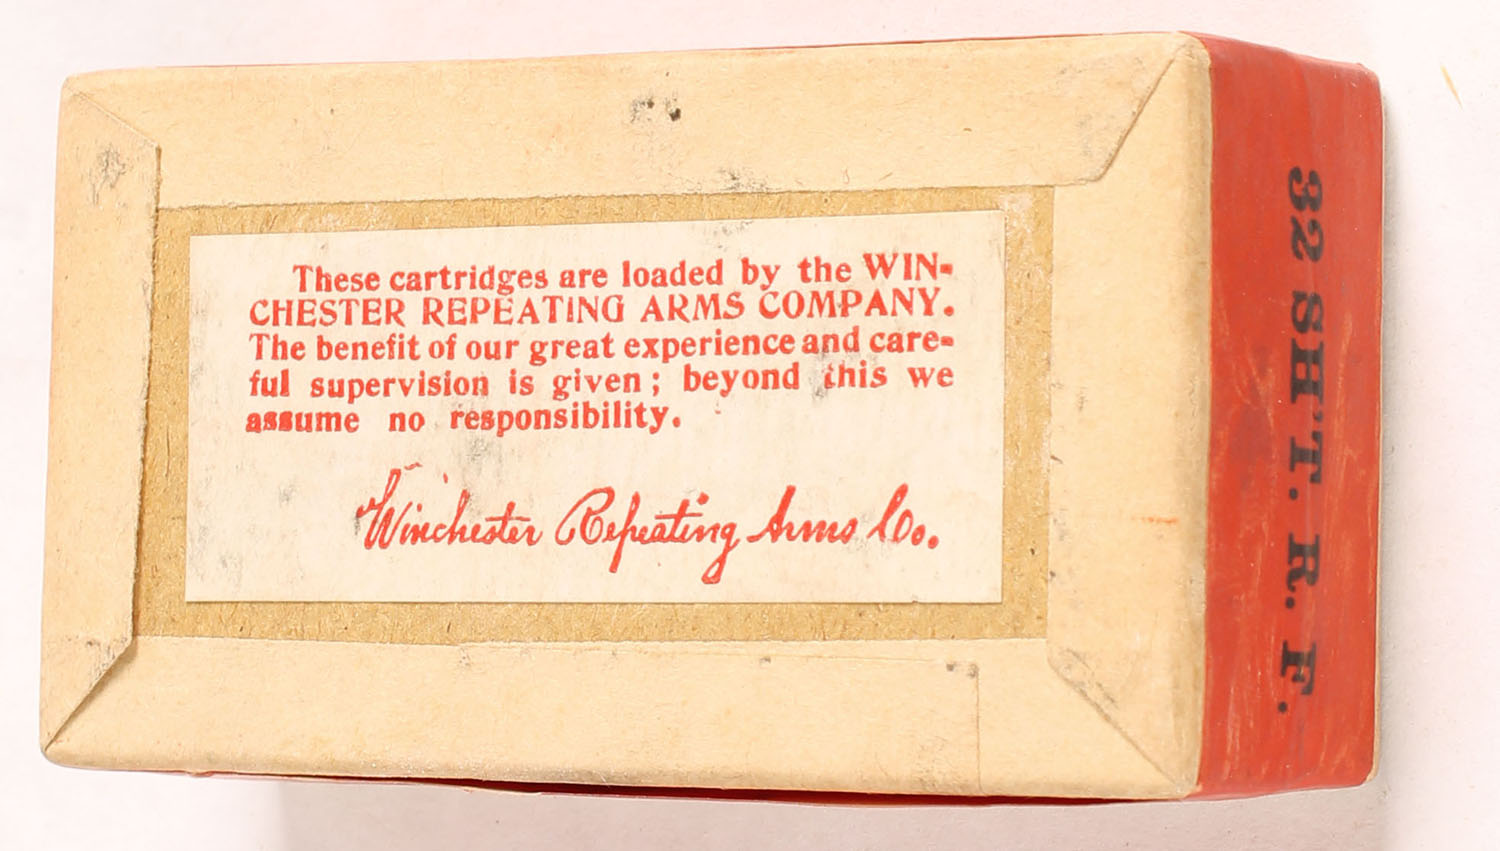 These cartridges are loaded by the WIN-
CHESTER REPEATING ARMS COMPANY.
The benefit of our great experience and care-
ful supervision is given; beyond this we
assume no responsibility.
Winchester Repeating Arms Co.
32 SHT. R. F.